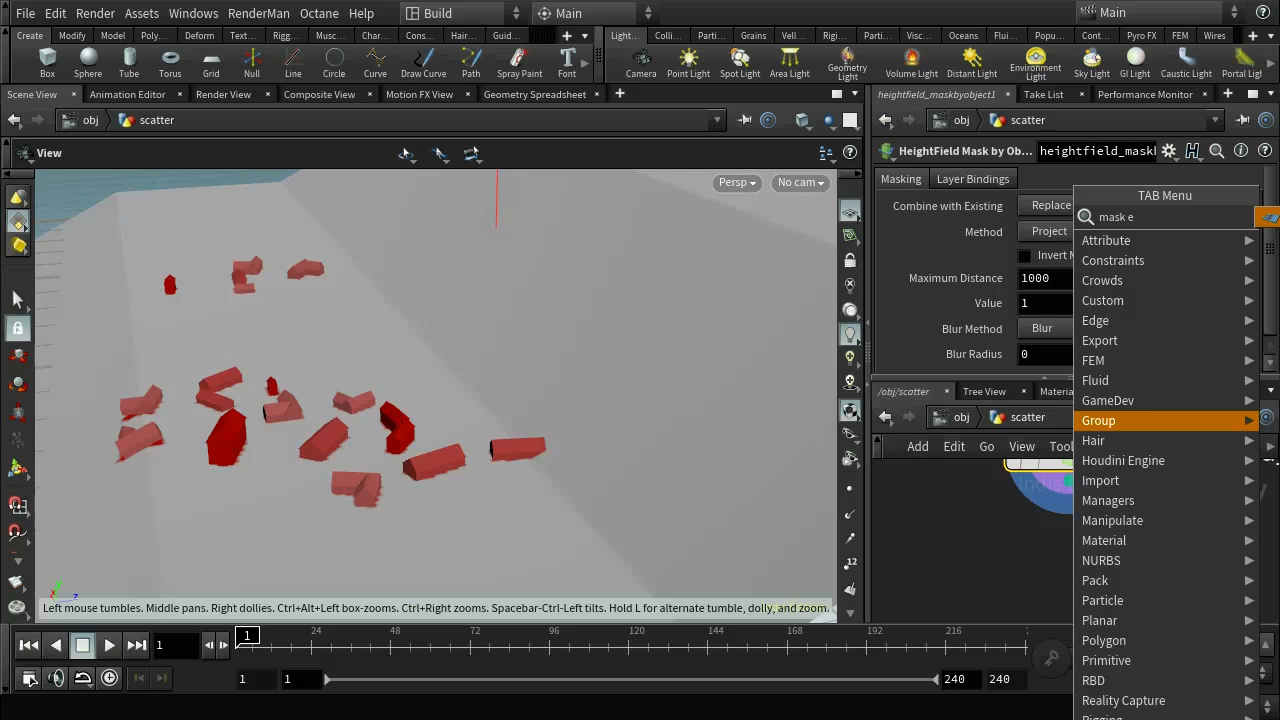 File Edit Render Assets Windows RenderMan Octane Help Build Main Main
Create Modify Model Poly... Deform Text... Rigg... Musc... Char... Cons... Hair... Guid... Light... Colli... Parti... Grains Vell... Rigi... Parti... Visc... Oceans Flui... Popu... Cont... Pyro FX FEM Wires
Box Sphere Tube Torus Grid Null Line Circle Curve Draw Curve Path Spray Paint Font Camera Point Light Spot Light Area Light Geometry Light Volume Light Distant Light Environment Light Sky Light GI Light Caustic Light Portal Ligl
Scene View Animation Editor Render View Composite View Motion FX View Geometry Spreadsheet
heightfield_maskbyobject1 Take List Performance Monitor
obj scatter
obj scatter
View
HeightField Mask by Ob... heightfield_maskl
Persp No cam
Masking Layer Bindings
Combine with Existing Replace
Method Project
Invert M
Maximum Distance 1000
Value 1
Blur Method Blur
Blur Radius 0
/obj/scatter Tree View Materia
obj scatter
Add Edit Go View Tool
Indie
TAB Menu
mask e
Attribute
Constraints
Crowds
Custom
Edge
Export
FEM
Fluid
GameDev
Group
Hair
Houdini Engine
Import
Managers
Manipulate
Material
NURBS
Pack
Particle
Planar
Polygon
Primitive
RBD
Reality Capture
Rigging
12
Left mouse tumbles. Middle pans. Right dollies. Ctrl+Alt+Left box-zooms. Ctrl+Right zooms. Spacebar-Ctrl-Left tilts. Hold L for alternate tumble, dolly, and zoom.
1 1 24 48 72 96 120 144 168 192 216
1 1 240 240